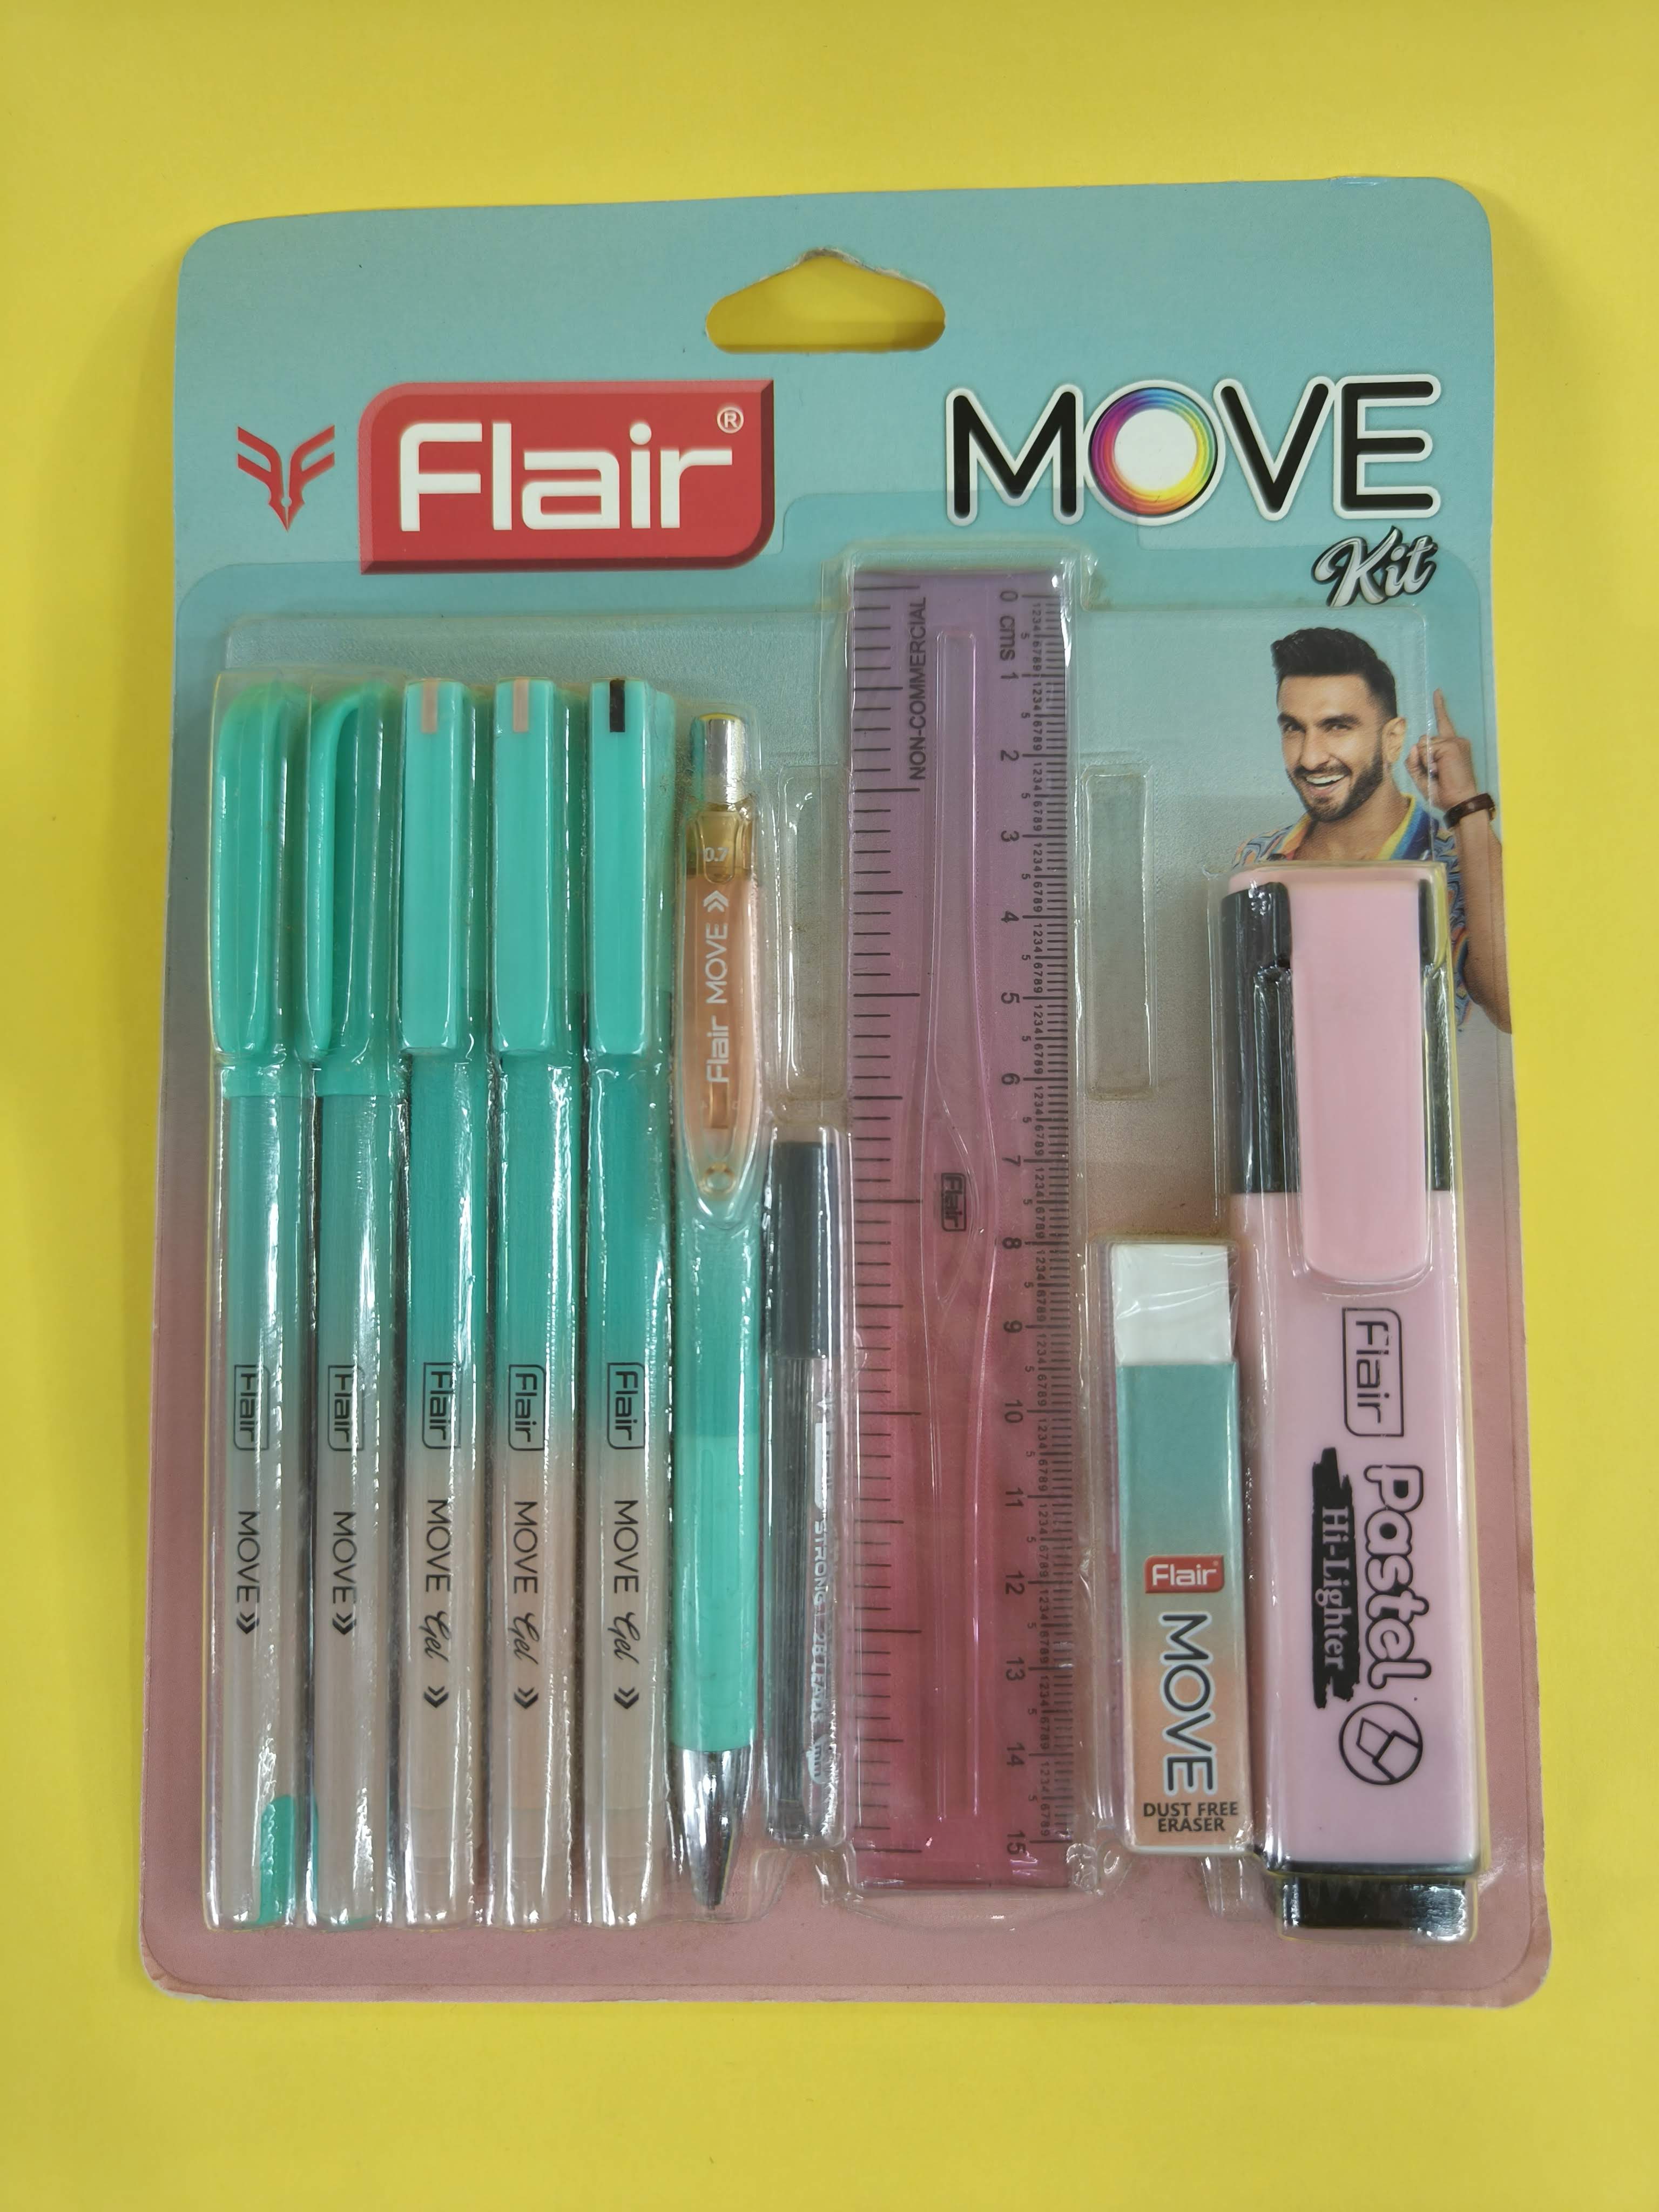 Flair®
MOVE
Kit
NON-COMMERCIAL
0 cms 1 2 3 4 5 6 7 8 9 10 11 12 13 14 15
Flair
Flair MOVE
Flair MOVE
Flair MOVE Gel
Flair MOVE Gel
Flair MOVE Gel
0.7
Flair MOVE
STRONG 2B LEADS
Flair
MOVE
DUST FREE
ERASER
Flair
Pastel
Hi-Lighter